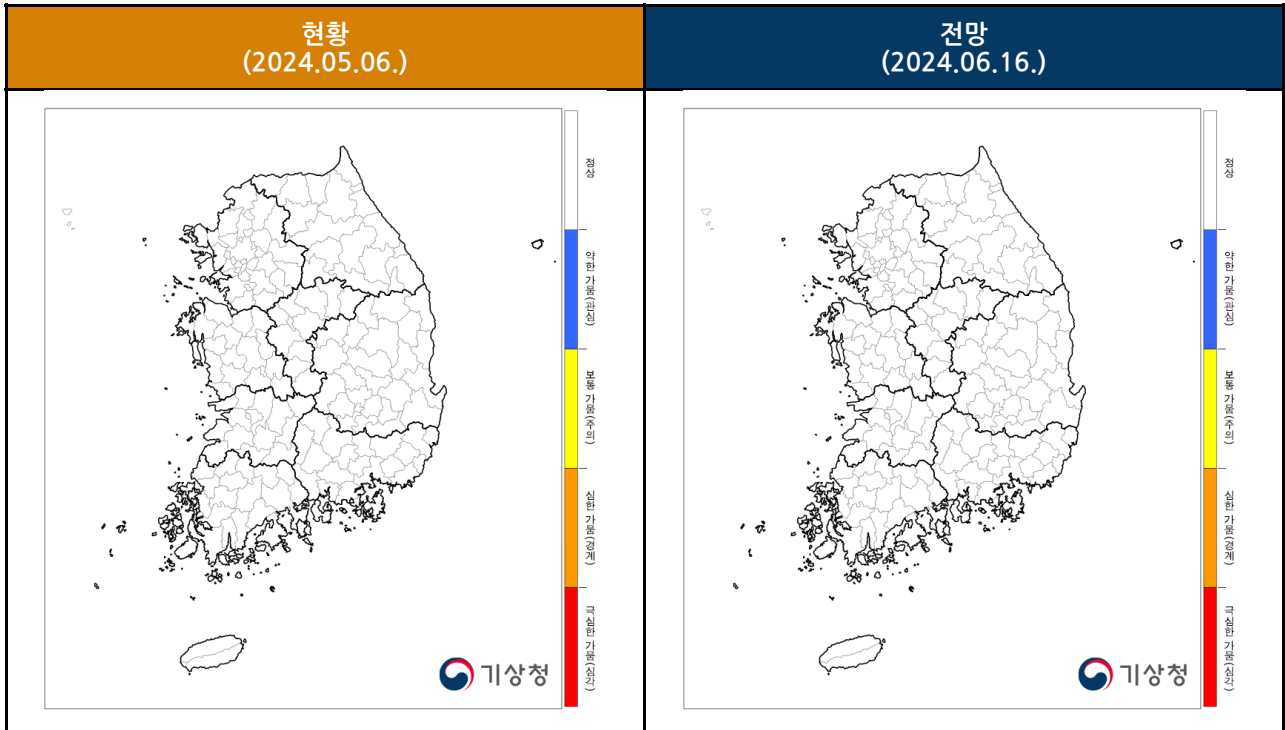 현황
(2024.05.06.)
전망
(2024.06.16.)
정상
약한 가뭄(관심)
보통 가뭄(주의)
심한 가뭄(경계)
극심한 가뭄(심각)
기상청
정상
약한 가뭄(관심)
보통 가뭄(주의)
심한 가뭄(경계)
극심한 가뭄(심각)
기상청